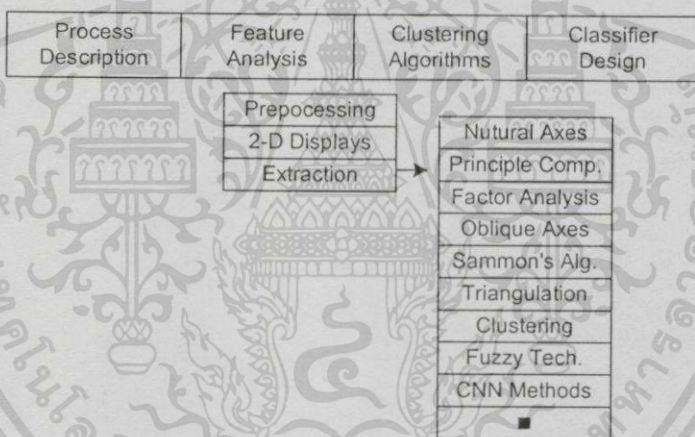 Process Description
Feature Analysis
Clustering Algorithms
Classifier Design
Prepocessing
2-D Displays
Extraction
Nutural Axes
Principle Comp.
Factor Analysis
Oblique Axes
Sammon's Alg.
Triangulation
Clustering
Fuzzy Tech.
CNN Methods